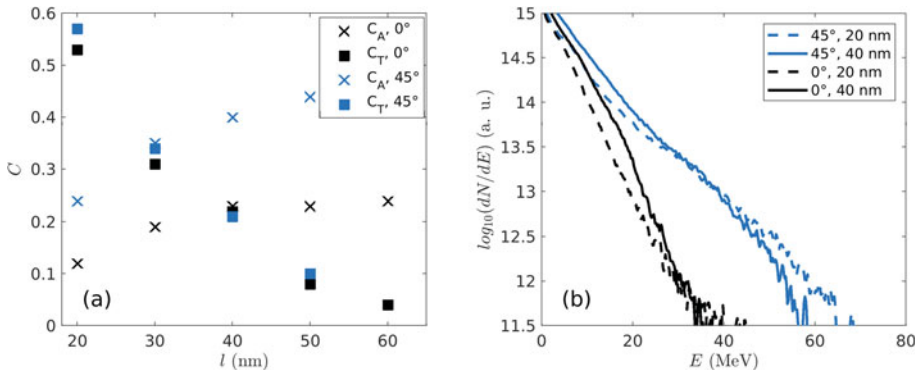 0.6
0.5
0.4
0.3
0.2
0.1
0
20 30 40 50 60
C
l (nm)
(a)
C_A, 0°
C_T, 0°
C_A, 45°
C_T, 45°
15
14.5
14
13.5
13
12.5
12
11.5
0 20 40 60 80
log₁₀(dN/dE) (a. u.)
E (MeV)
(b)
45°, 20 nm
45°, 40 nm
0°, 20 nm
0°, 40 nm